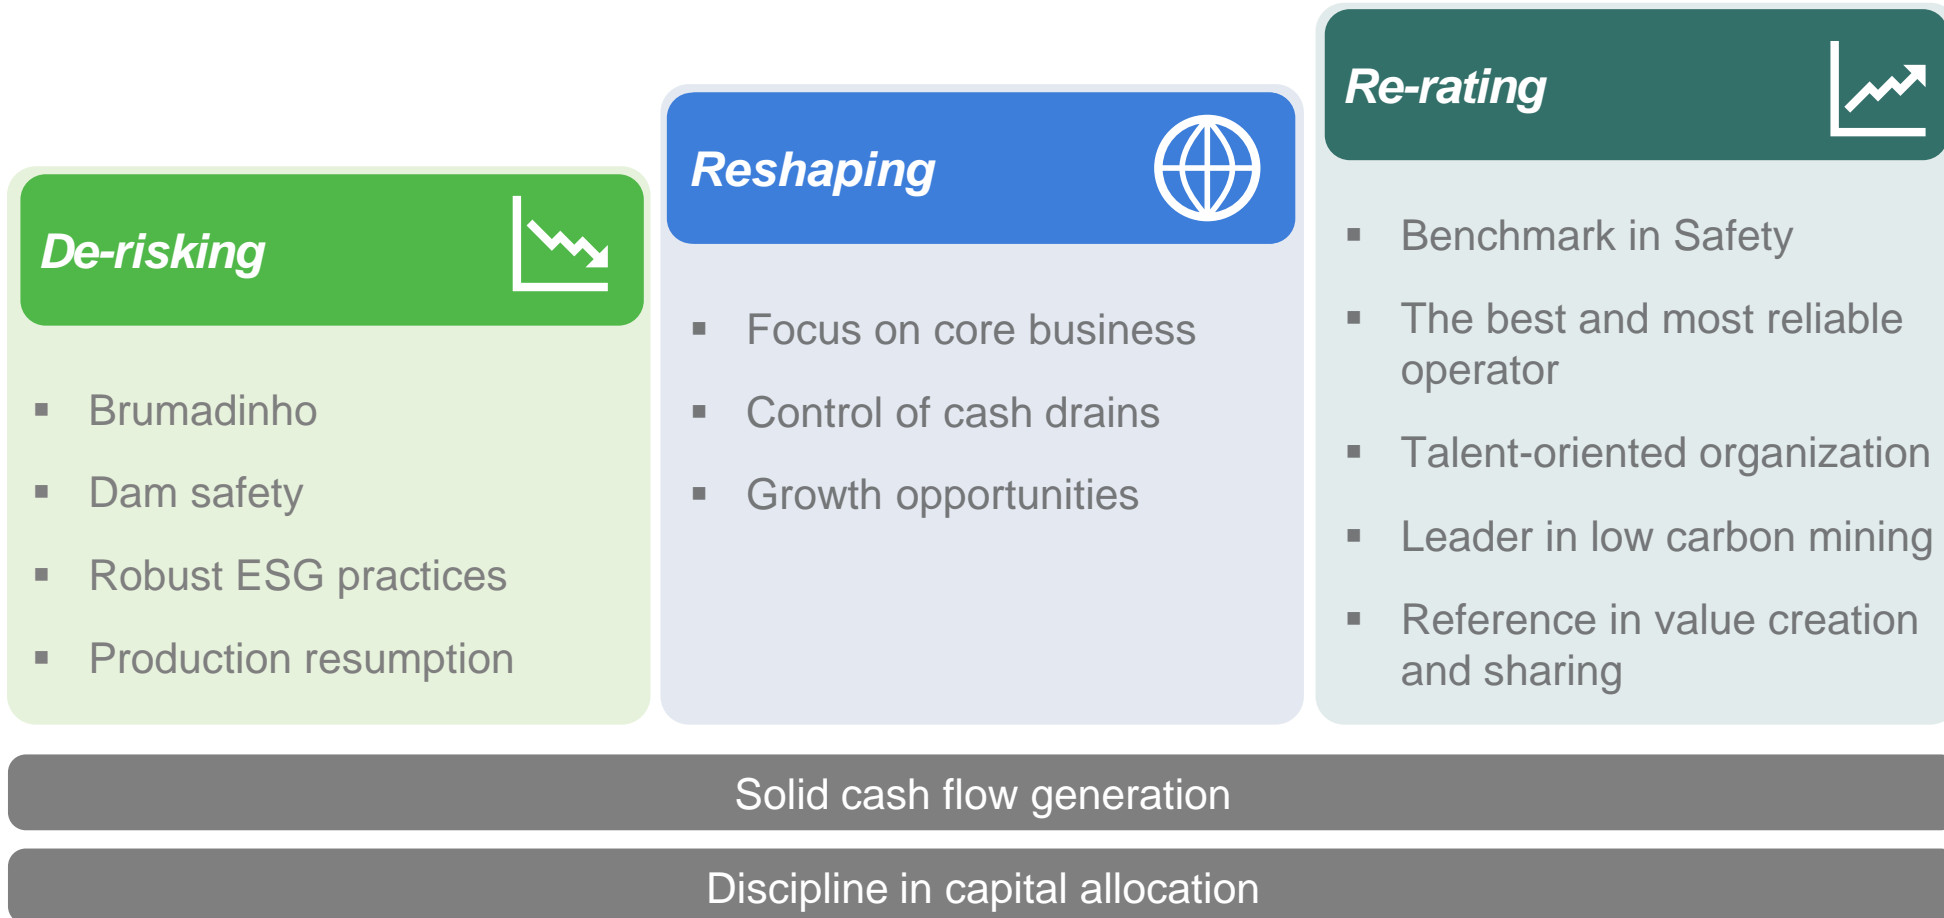 De-risking
▪ Brumadinho
▪ Dam safety
▪ Robust ESG practices
▪ Production resumption
Reshaping
▪ Focus on core business
▪ Control of cash drains
▪ Growth opportunities
Re-rating
▪ Benchmark in Safety
▪ The best and most reliable
operator
▪ Talent-oriented organization
▪ Leader in low carbon mining
▪ Reference in value creation
and sharing
Solid cash flow generation
Discipline in capital allocation